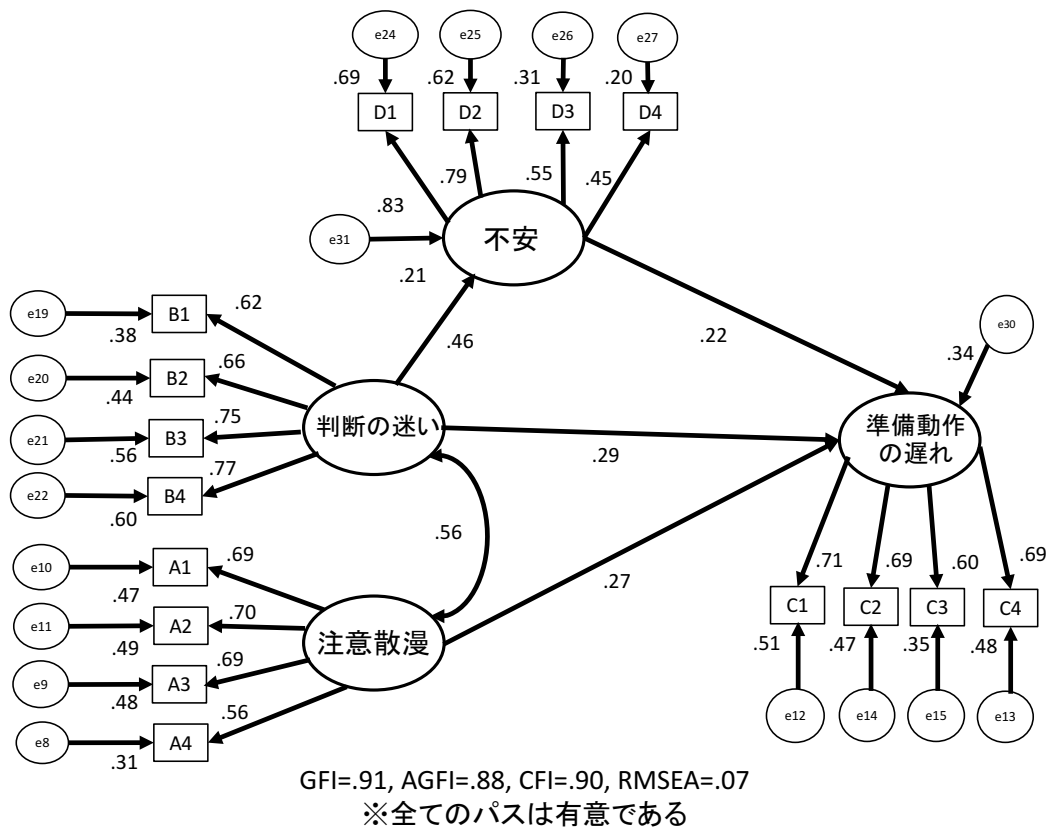 e24
e25
e26
e27
.69
.62
.31
.20
D1
D2
D3
D4
.83
.79
.55
.45
e31
不安
.21
e19
.38
B1
.62
.46
.22
e30
.34
e20
.44
B2
.66
e21
.56
B3
.75
判断の迷い
.29
準備動作
の遅れ
e22
.60
B4
.77
.56
e10
.47
A1
.69
.27
.71
.69
.60
.69
e11
.49
A2
.70
注意散漫
C1
C2
C3
C4
e9
.48
A3
.69
.51
.47
.35
.48
e8
.31
A4
.56
e12
e14
e15
e13
GFI=.91, AGFI=.88, CFI=.90, RMSEA=.07
※全てのパスは有意である